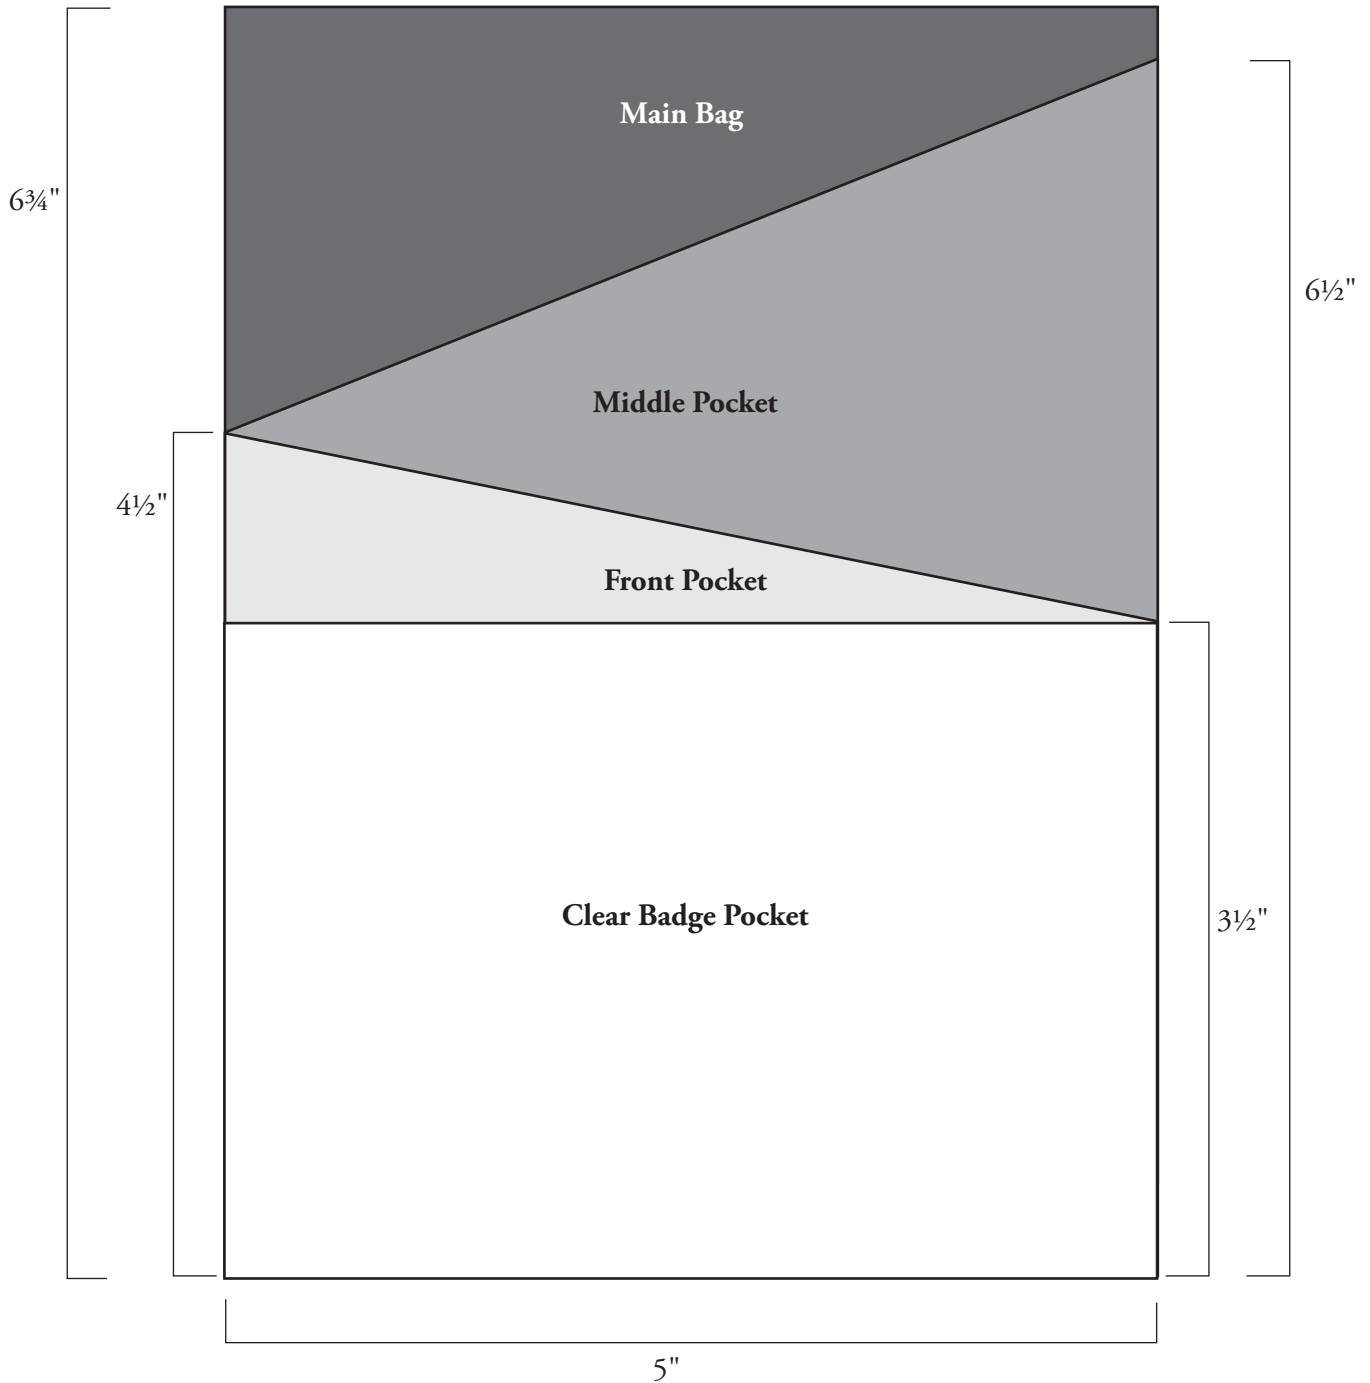 Main Bag
6¾"
6½"
Middle Pocket
4½"
Front Pocket
Clear Badge Pocket
3½"
5"